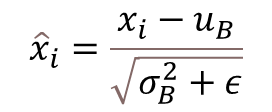 x̂ᵢ = (xᵢ − u_B) / √(σ_B² + ϵ)